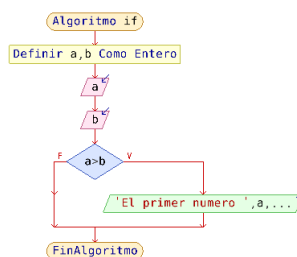 Algoritmo if
Definir a,b Como Entero
a
b
a>b
F
V
'El primer numero ',a,...
FinAlgoritmo